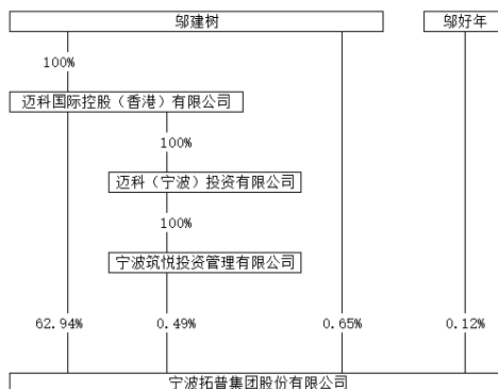 邬建树
邬好年
100%
迈科国际控股（香港）有限公司
100%
迈科（宁波）投资有限公司
100%
宁波筑悦投资管理有限公司
62.94%
0.49%
0.65%
0.12%
宁波拓普集团股份有限公司